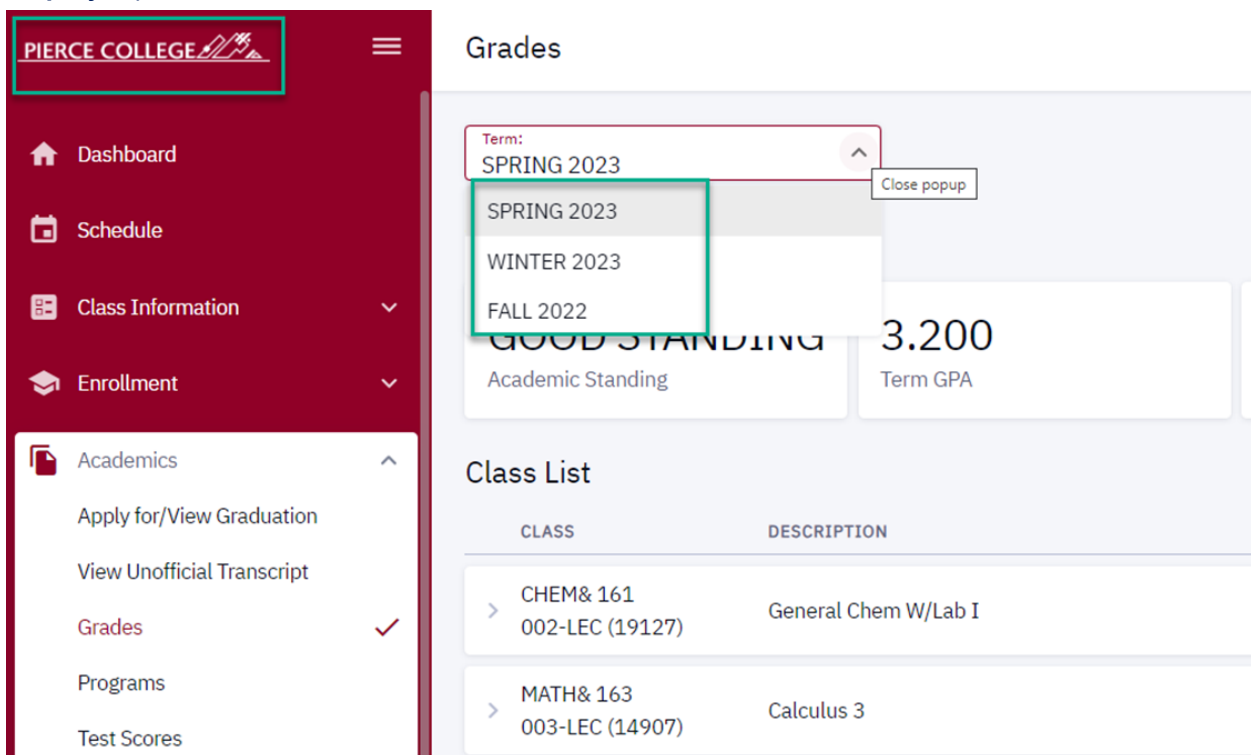 PIERCE COLLEGE
Dashboard
Schedule
Class Information
Enrollment
Academics
Apply for/View Graduation
View Unofficial Transcript
Grades
Programs
Test Scores
Grades
Term:
SPRING 2023
Close popup
SPRING 2023
WINTER 2023
FALL 2022
GOOD STANDING
Academic Standing
3.200
Term GPA
Class List
CLASS DESCRIPTION
CHEM& 161
002-LEC (19127)
General Chem W/Lab I
MATH& 163
003-LEC (14907)
Calculus 3